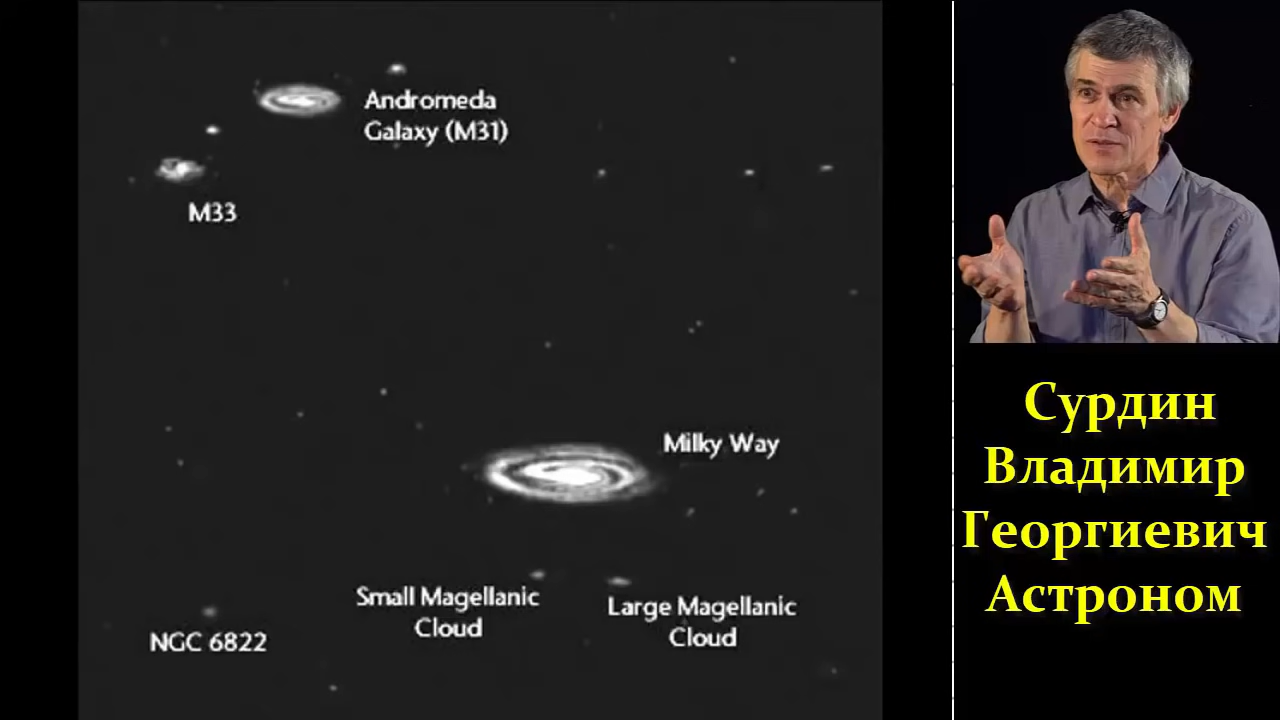 Andromeda
Galaxy (M31)
M33
Milky Way
Small Magellanic
Cloud
Large Magellanic
Cloud
NGC 6822
Сурдин
Владимир
Георгиевич
Астроном